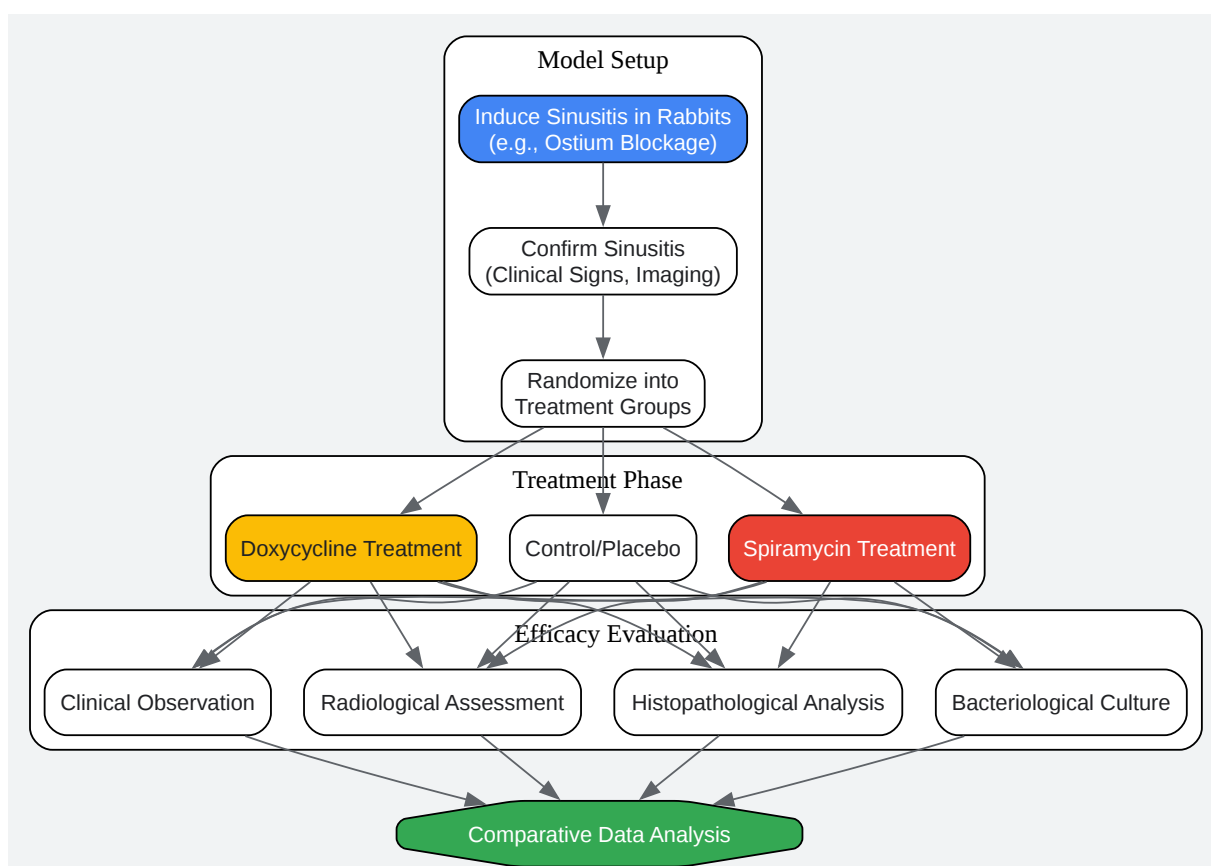 Model Setup
Induce Sinusitis in Rabbits
(e.g., Ostium Blockage)
Confirm Sinusitis
(Clinical Signs, Imaging)
Randomize into
Treatment Groups
Treatment Phase
Doxycycline Treatment
Control/Placebo
Spiramycin Treatment
Efficacy Evaluation
Clinical Observation
Radiological Assessment
Histopathological Analysis
Bacteriological Culture
Comparative Data Analysis